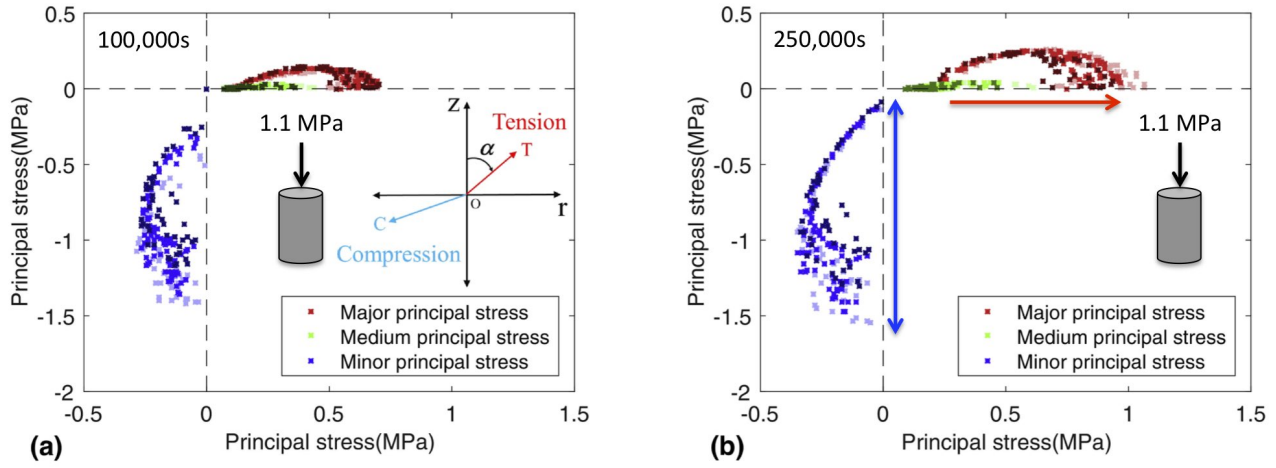 0.5
0
-0.5
-1
-1.5
-2
Principal stress(MPa)
100,000s
1.1 MPa
z
Tension
α
T
O
r
C
Compression
Major principal stress
Medium principal stress
Minor principal stress
-0.5
0
0.5
1
1.5
(a)
Principal stress(MPa)
0.5
0
-0.5
-1
-1.5
-2
Principal stress(MPa)
250,000s
1.1 MPa
Major principal stress
Medium principal stress
Minor principal stress
-0.5
0
0.5
1
1.5
(b)
Principal stress(MPa)